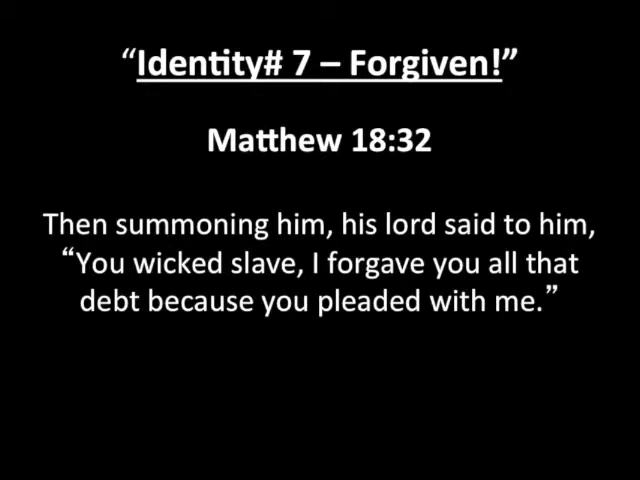 “Identity# 7 – Forgiven!”
Matthew 18:32
Then summoning him, his lord said to him,
“You wicked slave, I forgave you all that
debt because you pleaded with me.”